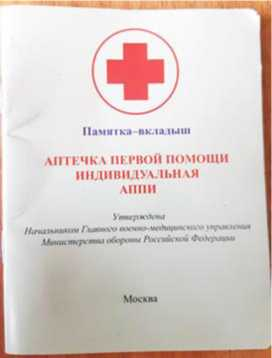 Памятка-вкладыш
АПТЕЧКА ПЕРВОЙ ПОМОЩИ
ИНДИВИДУАЛЬНАЯ
АППИ
Утверждена
Начальником Главного военно-медицинского управления
Министерства обороны Российской Федерации
Москва